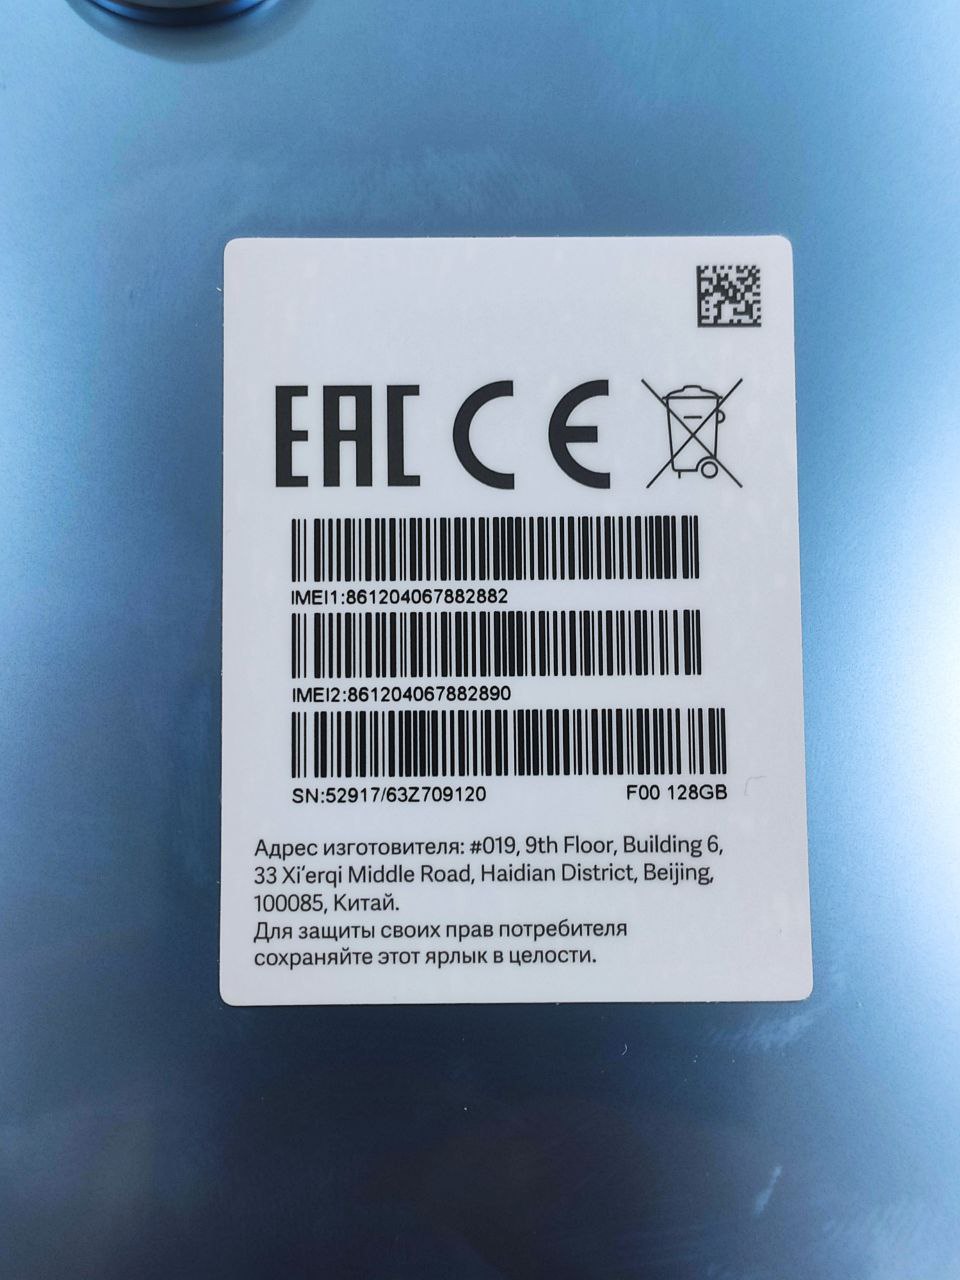 EAC CE
IMEI1:861204067882882
IMEI2:861204067882890
SN:52917/63Z709120 F00 128GB
Адрес изготовителя: #019, 9th Floor, Building 6,
33 Xi'erqi Middle Road, Haidian District, Beijing,
100085, Китай.
Для защиты своих прав потребителя
сохраняйте этот ярлык в целости.